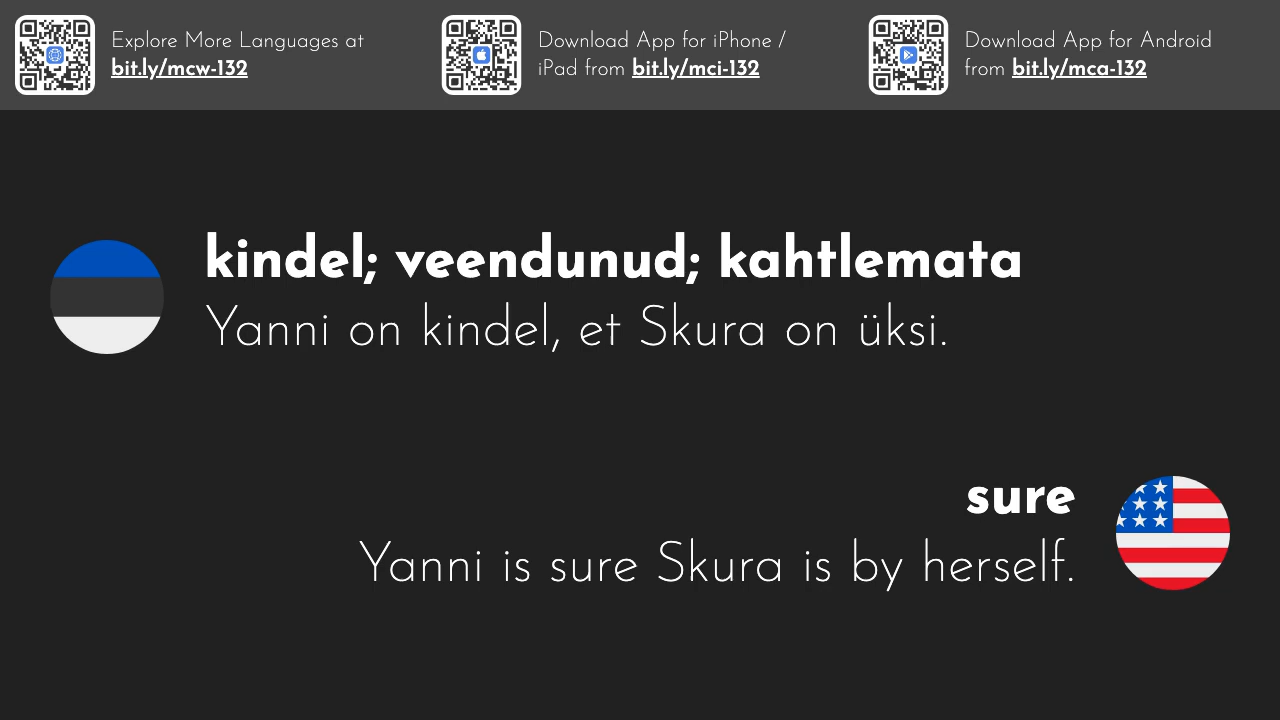 Explore More Languages at
bit.ly/mcw-132
Download App for iPhone /
iPad from bit.ly/mci-132
Download App for Android
from bit.ly/mca-132
kindel; veendunud; kahtlemata
Yanni on kindel, et Skura on üksi.
sure
Yanni is sure Skura is by herself.